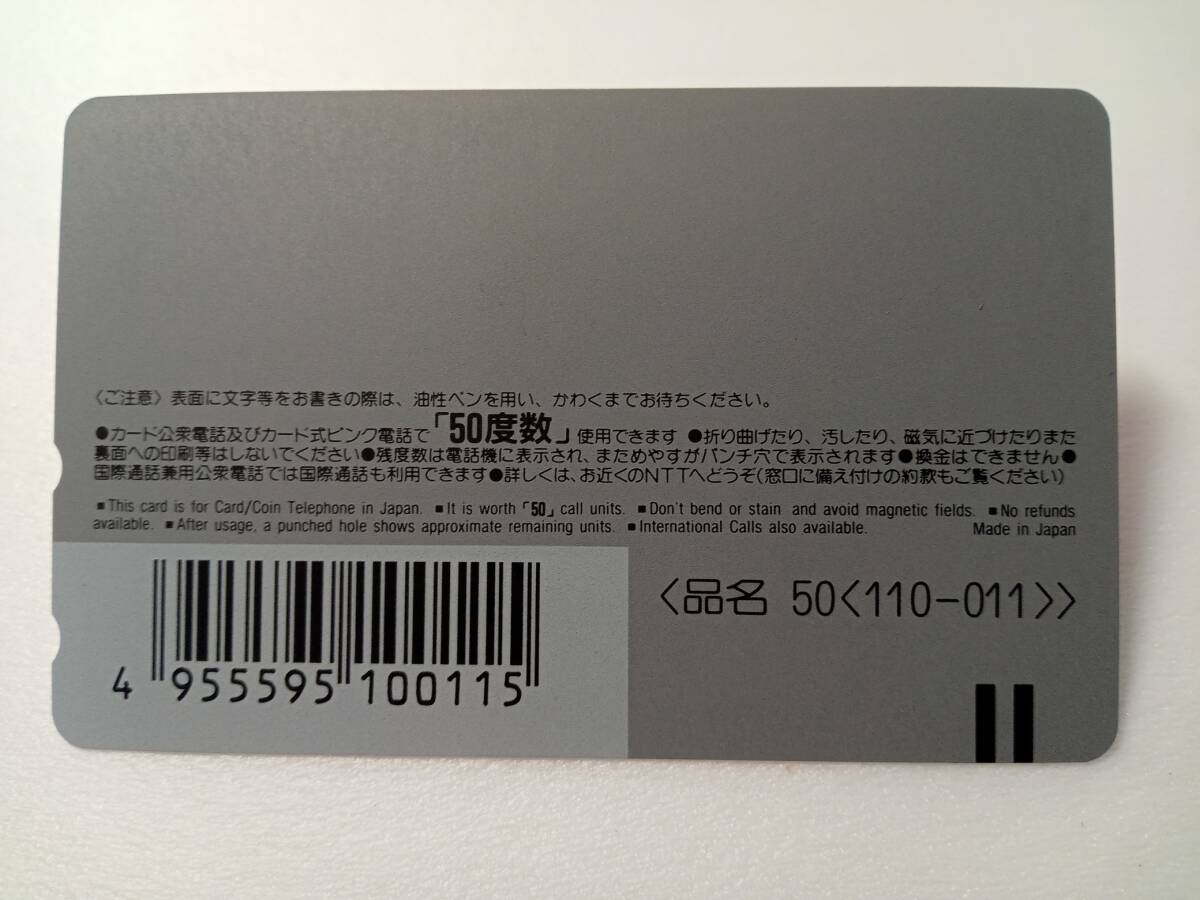 〈ご注意〉表面に文字等をお書きの際は、油性ペンを用い、かわくまでお待ちください。
●カード公衆電話及びカード式ピンク電話で「50度数」使用できます●折り曲げたり、汚したり、磁気に近づけたりまた
裏面への印刷等はしないでください●残度数は電話機に表示され、まためやすがパンチ穴で表示されます●換金はできません●
国際通話兼用公衆電話では国際通話も利用できます●詳しくは、お近くのNTTへどうぞ(窓口に備え付けの約款もご覧ください)
■This card is for Card/Coin Telephone in Japan. ■It is worth「50」call units. ■Don't bend or stain and avoid magnetic fields. ■No refunds
available. ■After usage, a punched hole shows approximate remaining units. ■International Calls also available. Made in Japan
〈品名 50〈110-011〉〉
4 955595 100115